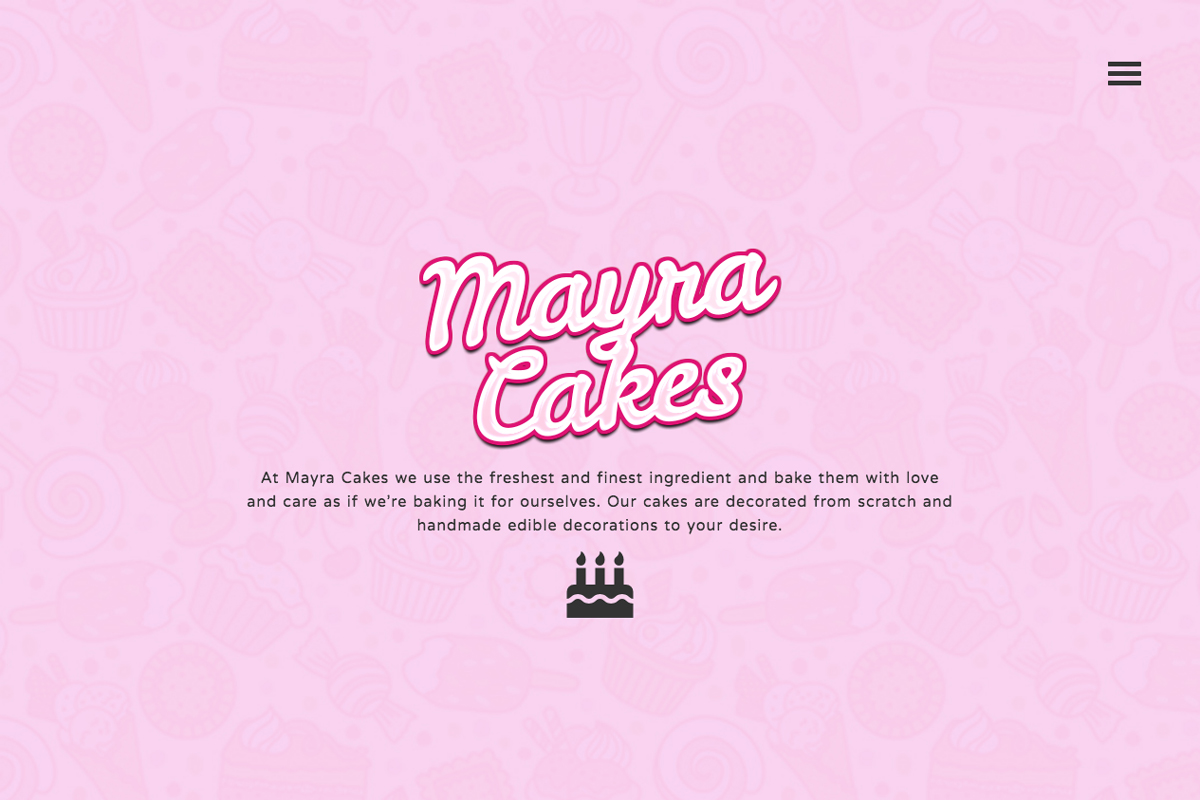 Mayra
Cakes
At Mayra Cakes we use the freshest and finest ingredient and bake them with love
and care as if we're baking it for ourselves. Our cakes are decorated from scratch and
handmade edible decorations to your desire.